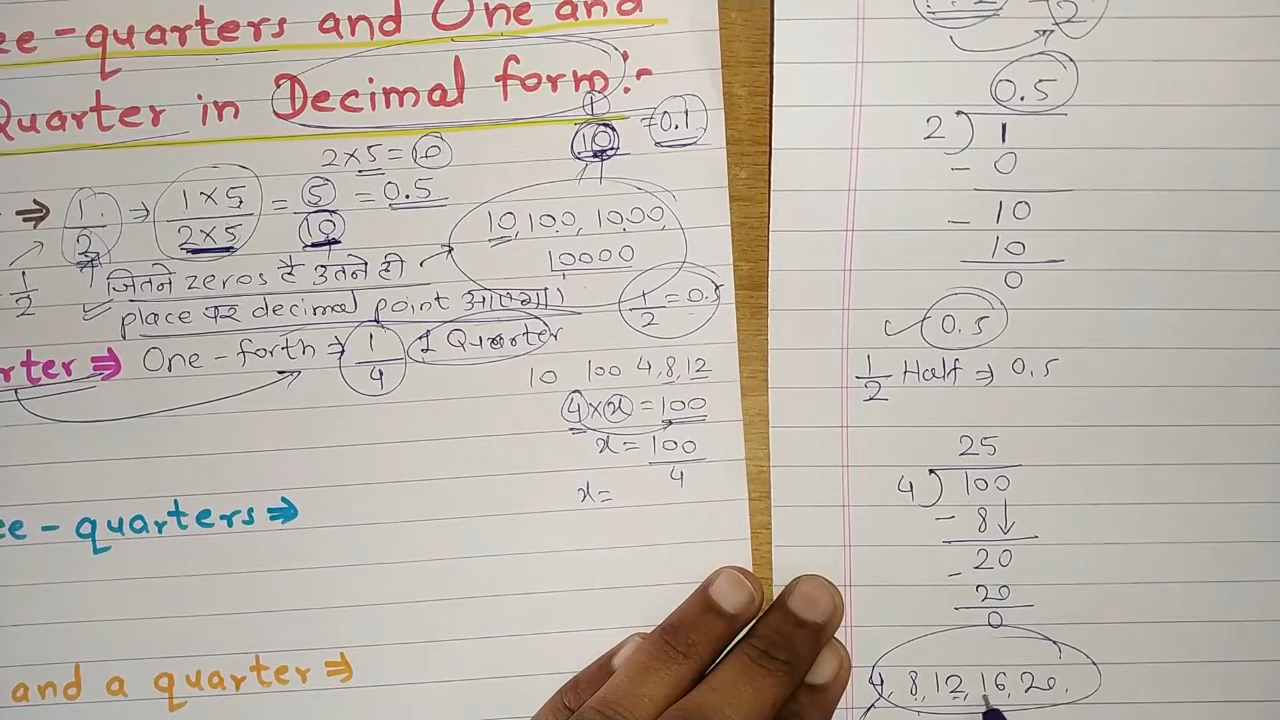 ee-quarters and One and
Quarter in Decimal form:-
1/10 = 0.1
2×5=10
⇒ 1/2 ⇒ 1×5/2×5 = 5/10 = 0.5
10, 100, 1000,
10000
1/2
जितने zeros है उतने ही
place पर decimal point आएगा।
1/2 = 0.5
rter ⇒ One-forth ⇒ 1/4 1 Quarter
10 100 4,8,12
4×x=100
x=100/4
x=
ee-quarters ⇒
and a quarter ⇒
2
0.5
2)1
- 0
- 10
10
0
✓ 0.5
1/2 Half ⇒ 0.5
25
4)100
- 8↓
- 20
20
0
4, 8, 12, 16, 20.